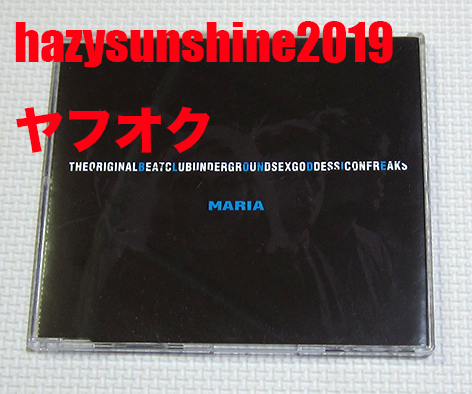 hazysunshine2019
ヤフオク
THEORIGINALBEATCLUBUNDERGROUNDSEXGODDESSICONFREAKS
MARIA